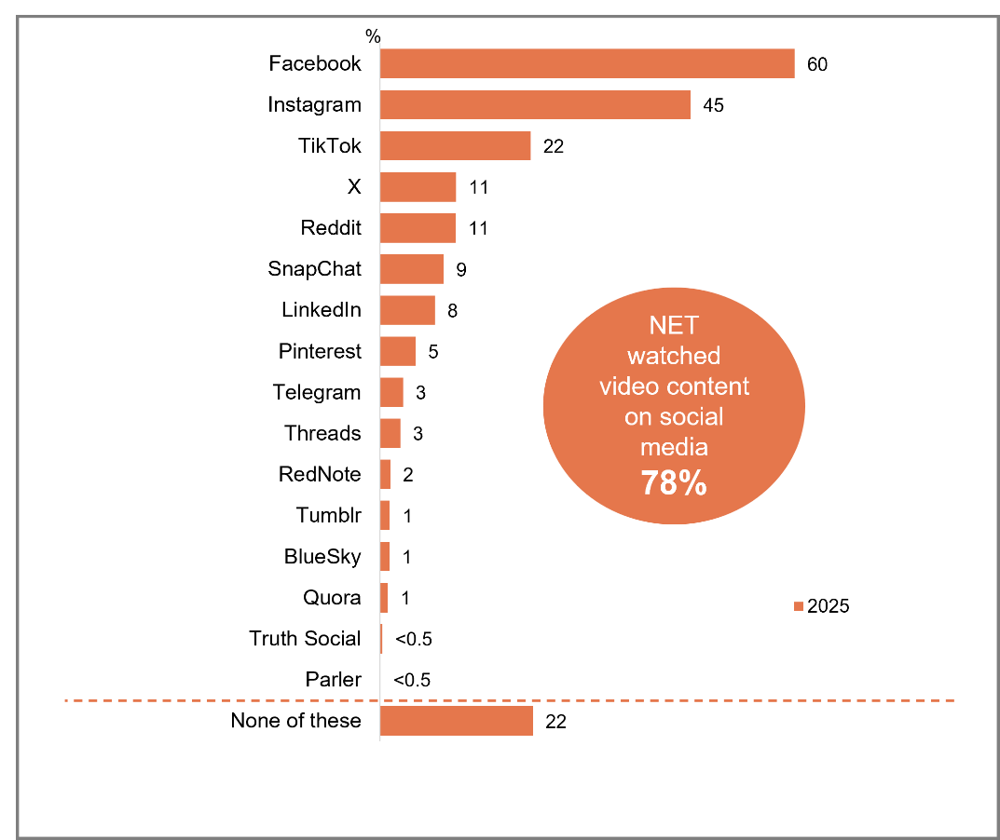 %
Facebook 60
Instagram 45
TikTok 22
X 11
Reddit 11
SnapChat 9
LinkedIn 8
Pinterest 5
Telegram 3
Threads 3
RedNote 2
Tumblr 1
BlueSky 1
Quora 1
Truth Social <0.5
Parler <0.5
None of these 22
NET
watched
video content
on social
media
78%
2025